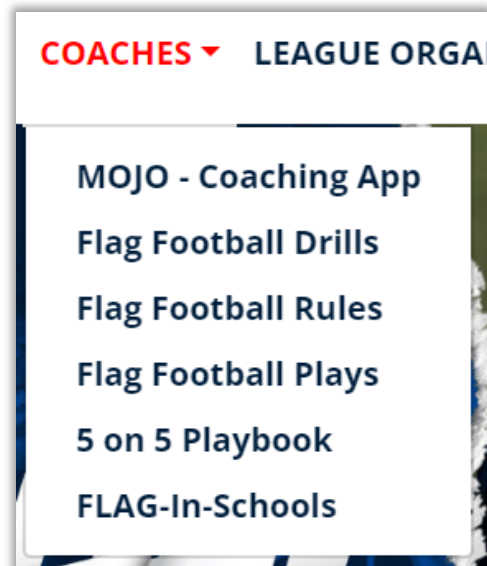 COACHES LEAGUE
MOJO - Coaching App
Flag Football Drills
Flag Football Rules
Flag Football Plays
5 on 5 Playbook
FLAG-In-Schools